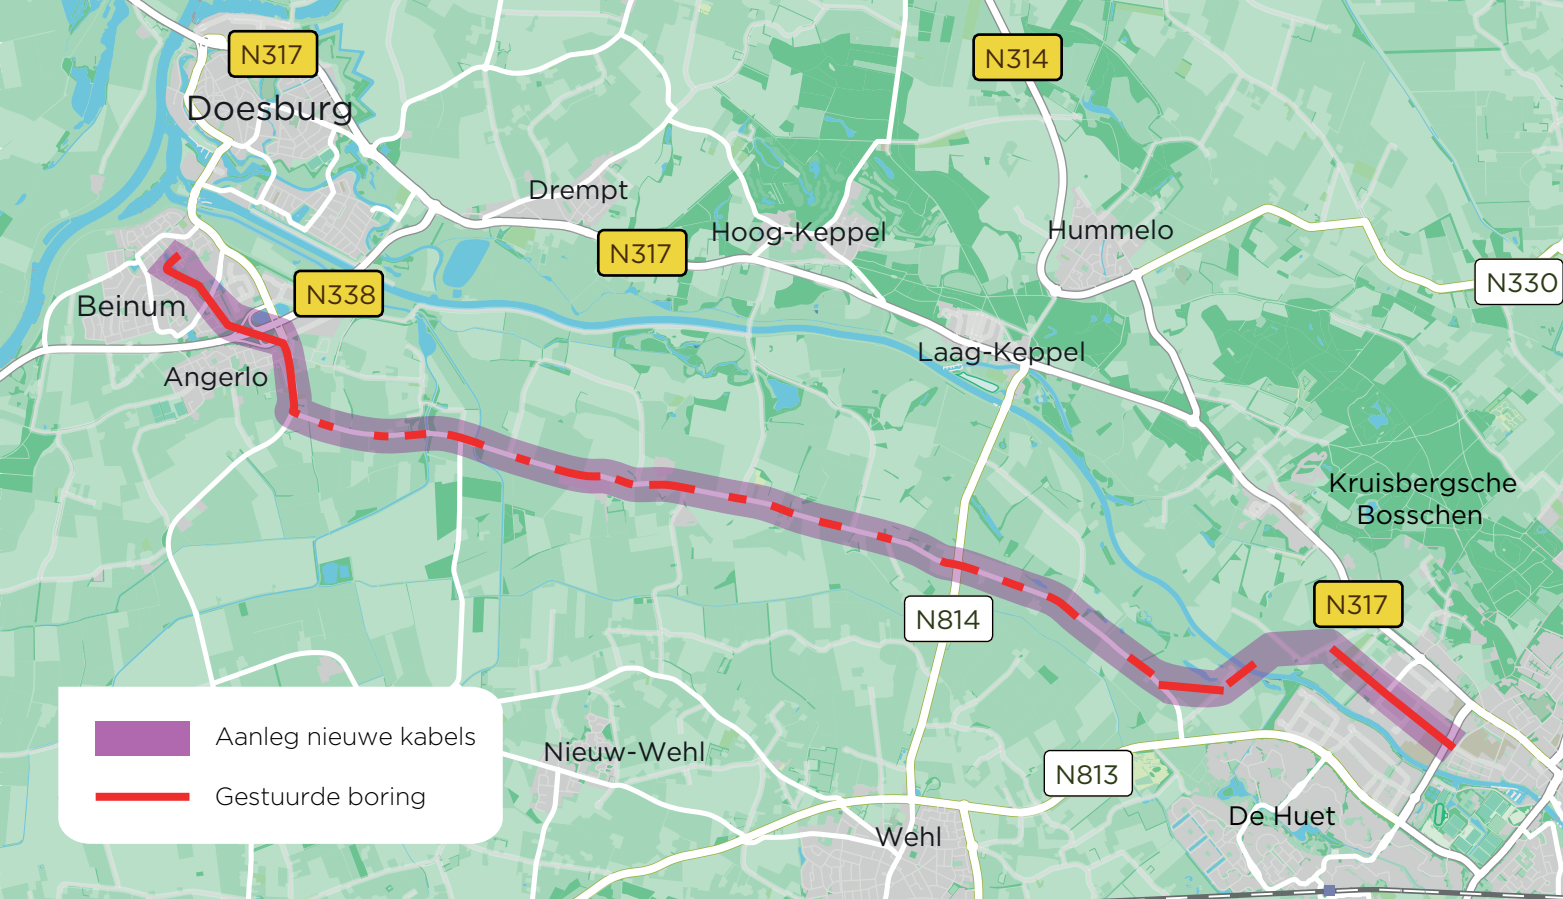 N317
N314
Doesburg
Drempt
Hoog-Keppel
Hummelo
N317
N330
N338
Beinum
Laag-Keppel
Angerlo
Kruisbergsche
Bosschen
N317
N814
Aanleg nieuwe kabels
Nieuw-Wehl
N813
Gestuurde boring
De Huet
Wehl